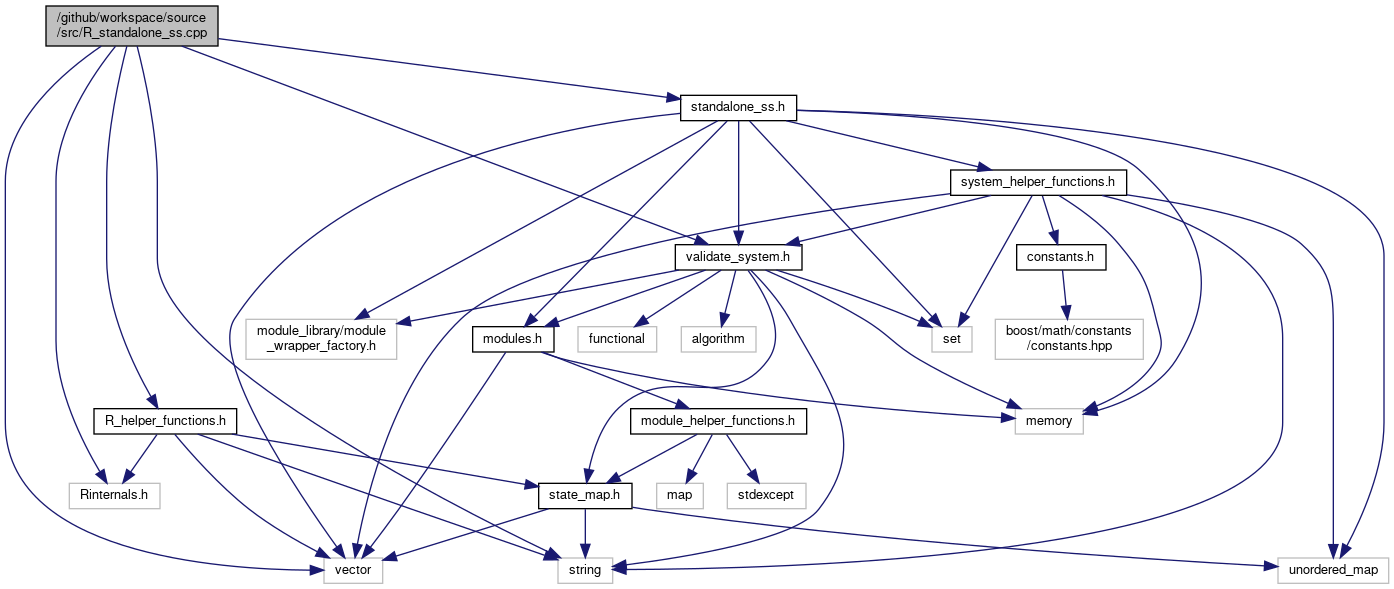 /github/workspace/source
/src/R_standalone_ss.cpp
standalone_ss.h
system_helper_functions.h
validate_system.h
constants.h
module_library/module
_wrapper_factory.h
modules.h
functional
algorithm
set
boost/math/constants
/constants.hpp
R_helper_functions.h
module_helper_functions.h
memory
Rinternals.h
state_map.h
map
stdexcept
vector
string
unordered_map